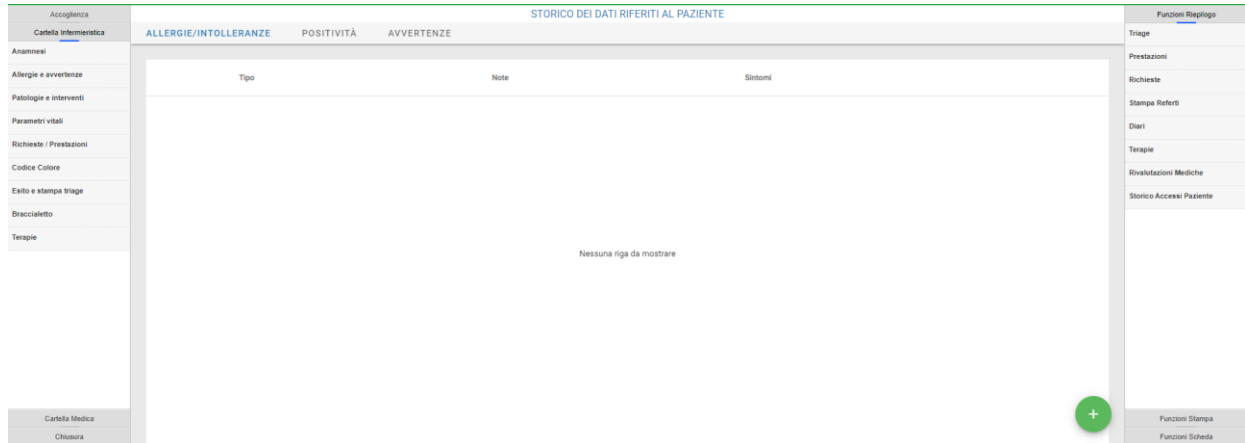 Accoglienza
Cartella Infermieristica
Anamnesi
Allergie e avvertenze
Patologie e interventi
Parametri vitali
Richieste / Prestazioni
Codice Colore
Esito e stampa triage
Braccialetto
Terapie
Cartella Medica
Chiusura
STORICO DEI DATI RIFERITI AL PAZIENTE
ALLERGIE/INTOLLERANZE POSITIVITÀ AVVERTENZE
Tipo Note Sintomi
Nessuna riga da mostrare
+
Funzioni Riepilogo
Triage
Prestazioni
Richieste
Stampa Referti
Diari
Terapie
Rivalutazioni Mediche
Storico Accessi Paziente
Funzioni Stampa
Funzioni Scheda